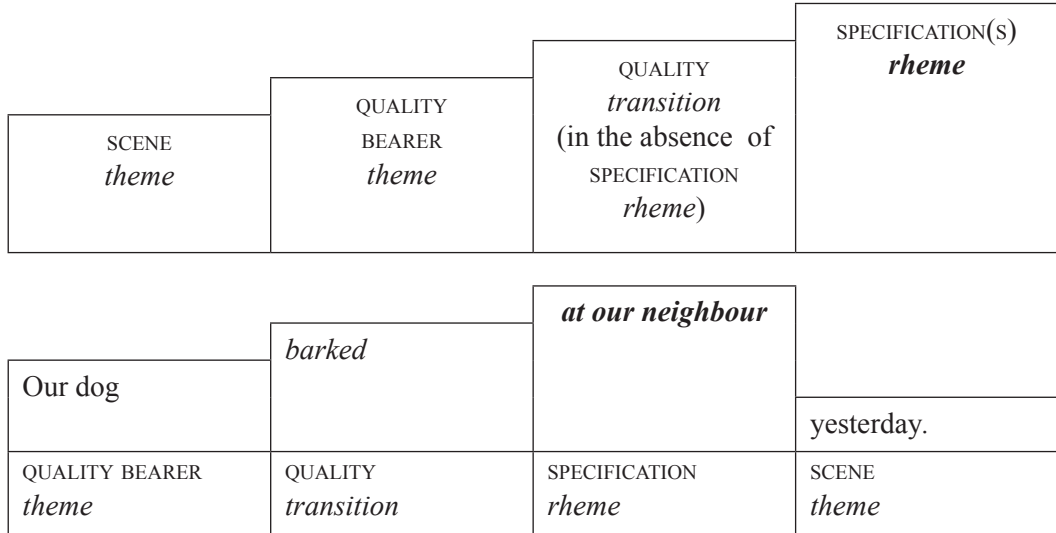 SCENE
theme
QUALITY
BEARER
theme
QUALITY
transition
(in the absence of
SPECIFICATION
rheme)
SPECIFICATION(S)
rheme
Our dog
barked
at our neighbour
yesterday.
QUALITY BEARER
theme
QUALITY
transition
SPECIFICATION
rheme
SCENE
theme